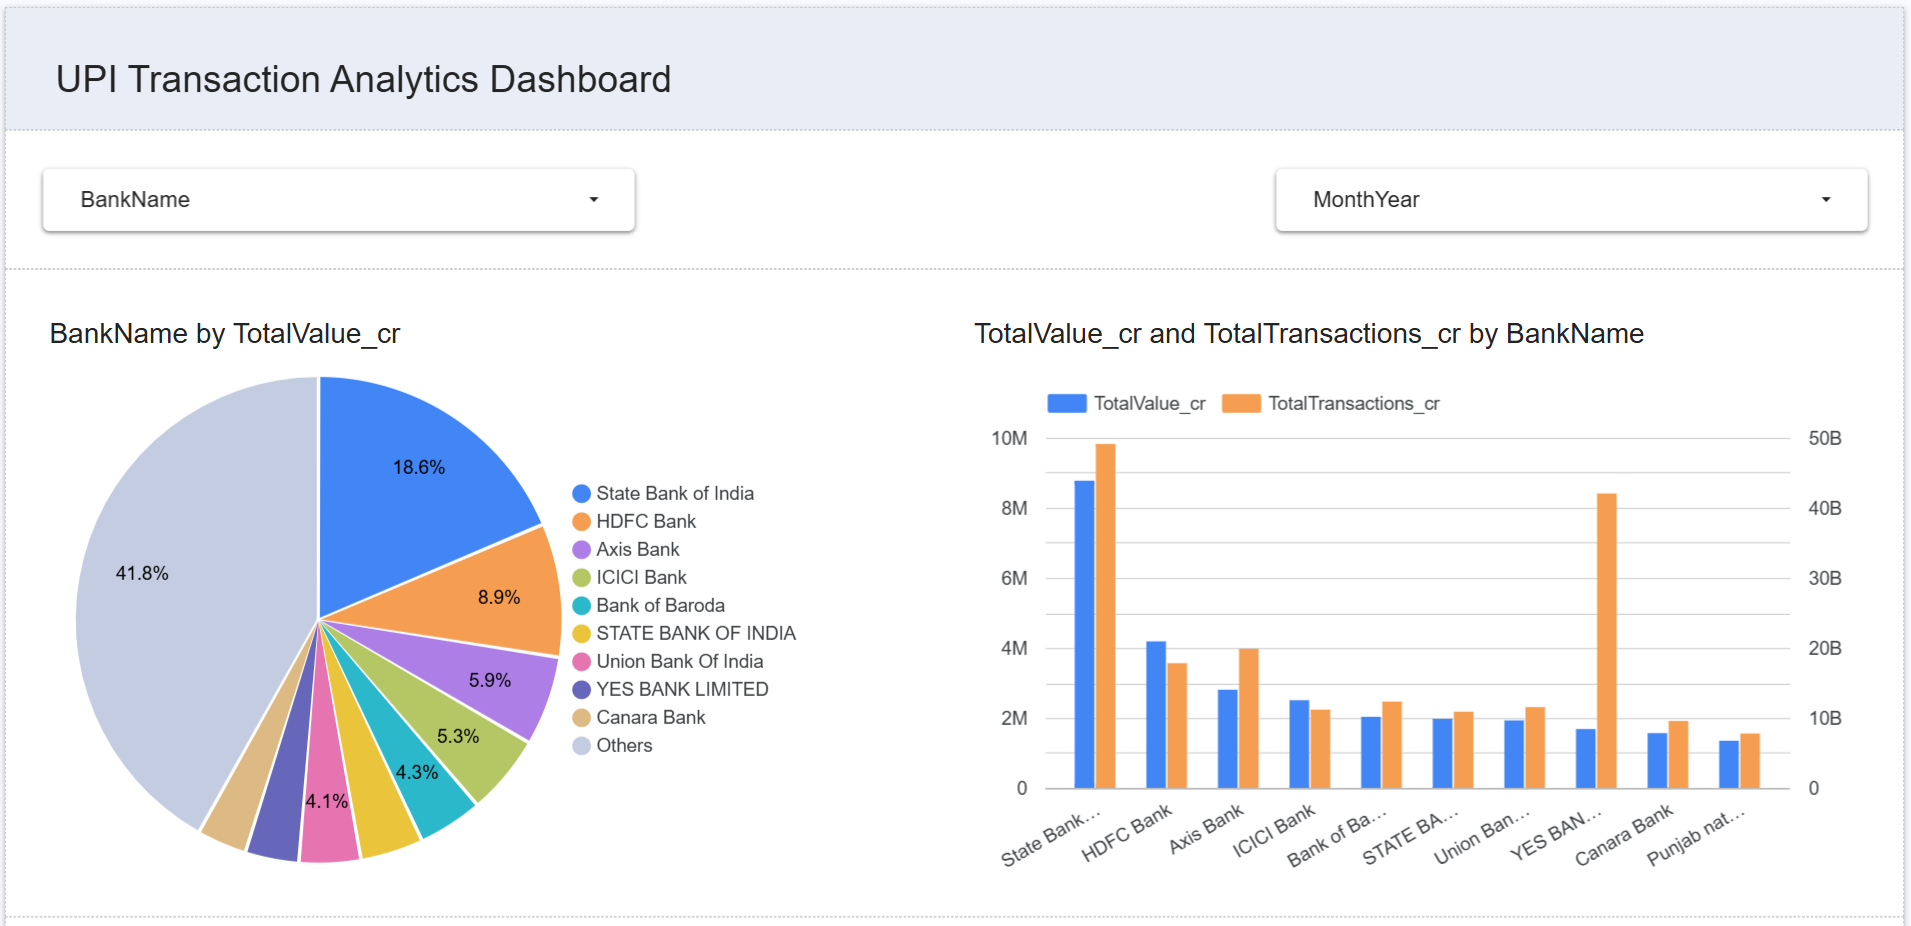 UPI Transaction Analytics Dashboard
BankName
MonthYear
BankName by TotalValue_cr
18.6%
8.9%
5.9%
5.3%
4.3%
4.1%
41.8%
State Bank of India
HDFC Bank
Axis Bank
ICICI Bank
Bank of Baroda
STATE BANK OF INDIA
Union Bank Of India
YES BANK LIMITED
Canara Bank
Others
TotalValue_cr and TotalTransactions_cr by BankName
TotalValue_cr
TotalTransactions_cr
10M
8M
6M
4M
2M
0
50B
40B
30B
20B
10B
0
State Bank…
HDFC Bank
Axis Bank
ICICI Bank
Bank of Ba…
STATE BA…
Union Ban…
YES BAN…
Canara Bank
Punjab nat…